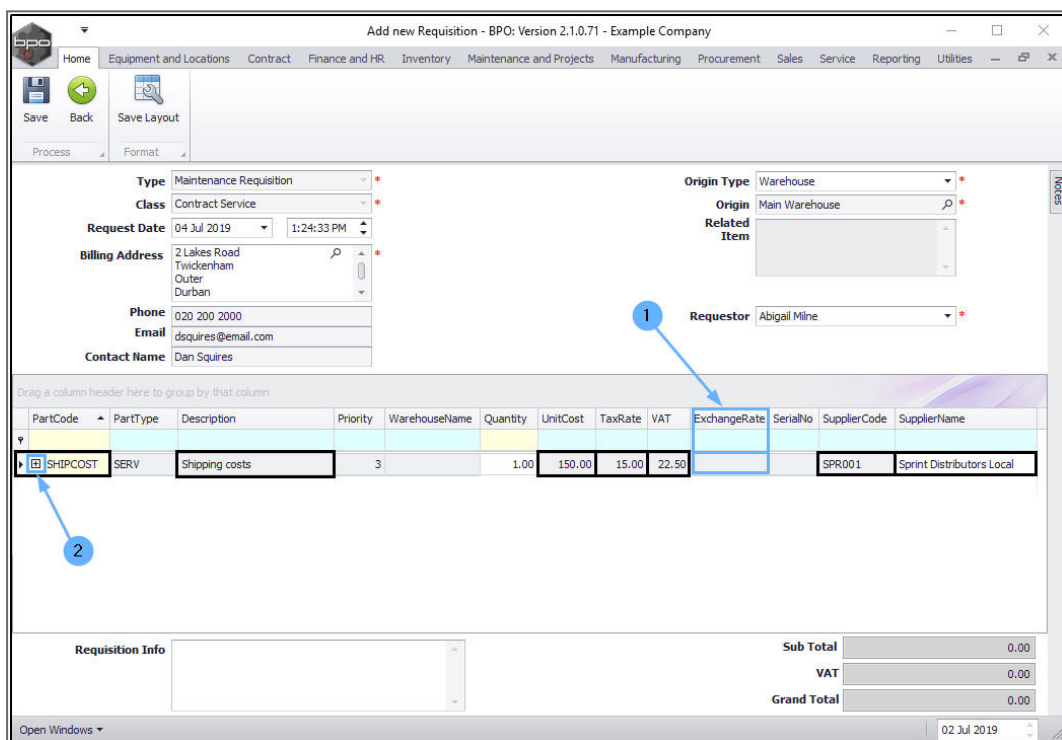 Add new Requisition - BPO: Version 2.1.0.71 - Example Company
bpo
Home Equipment and Locations Contract Finance and HR Inventory Maintenance and Projects Manufacturing Procurement Sales Service Reporting Utilities
Save Back Save Layout
Process Format
Type Maintenance Requisition *
Class Contract Service *
Request Date 04 Jul 2019 1:24:33 PM
Billing Address 2 Lakes Road *
Twickenham
Outer
Durban
Phone 020 200 2000
Email dsquires@email.com
Contact Name Dan Squires
Origin Type Warehouse *
Origin Main Warehouse *
Related
Item
Requestor Abigail Milne *
Notes
1
Drag a column header here to group by that column
PartCode PartType Description Priority WarehouseName Quantity UnitCost TaxRate VAT ExchangeRate SerialNo SupplierCode SupplierName
SHIPCOST SERV Shipping costs 3 1.00 150.00 15.00 22.50 SPR001 Sprint Distributors Local
2
Requisition Info
Sub Total 0.00
VAT 0.00
Grand Total 0.00
Open Windows 02 Jul 2019